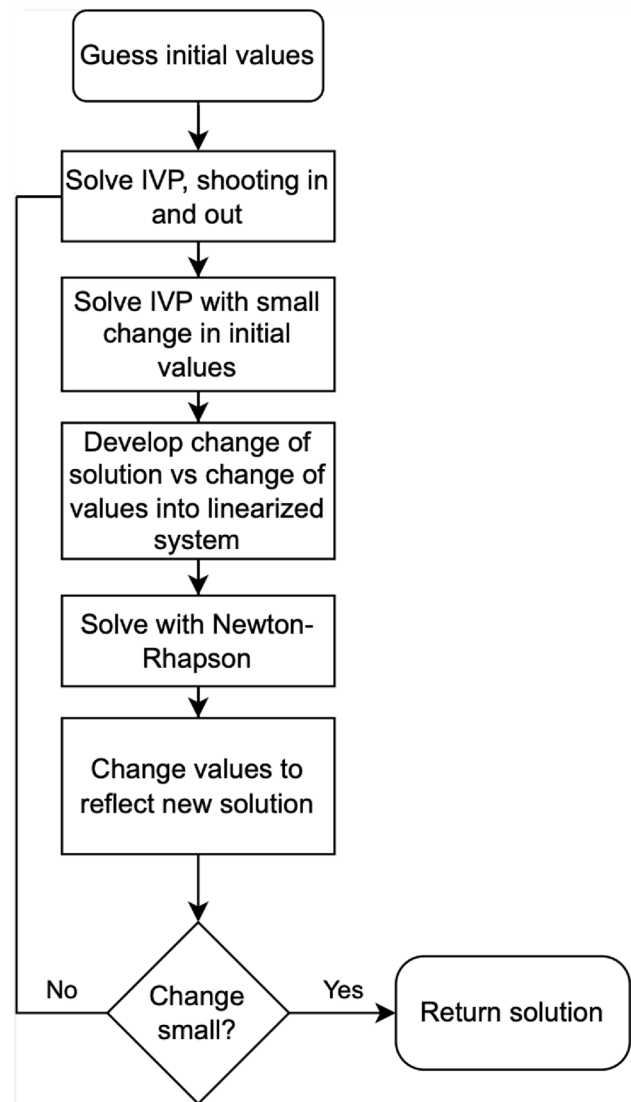 Guess initial values
Solve IVP, shooting in
and out
Solve IVP with small
change in initial
values
Develop change of
solution vs change of
values into linearized
system
Solve with Newton-
Rhapson
Change values to
reflect new solution
No
Change
small?
Yes
Return solution